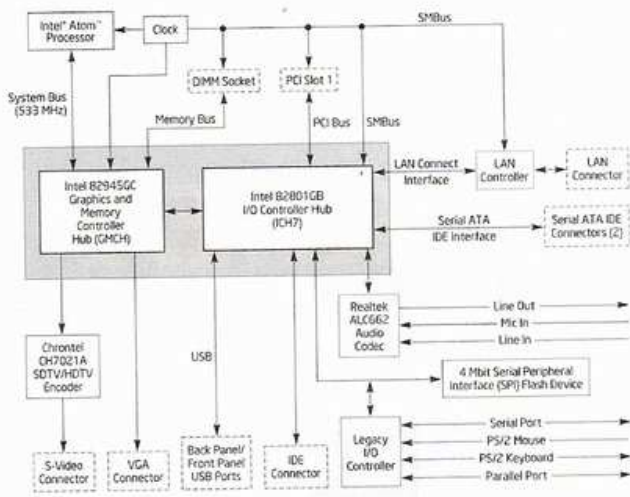 Intel® Atom™
Processor
Clock
SMBus
System Bus
(533 MHz)
DIMM Socket
PCI Slot 1
Memory Bus
PCI Bus
SMBus
Intel 82945GC
Graphics and
Memory
Controller
Hub (GMCH)
Intel 82801GB
I/O Controller Hub
(ICH7)
LAN Connect
Interface
LAN
Controller
LAN
Connector
Serial ATA
IDE Interface
Serial ATA IDE
Connectors (2)
Realtek
ALC662
Audio
Codec
Line Out
Mic In
Line In
Chrontel
CH7021A
SDTV/HDTV
Encoder
USB
4 Mbit Serial Peripheral
Interface (SPI) Flash Device
S-Video
Connector
VGA
Connector
Back Panel/
Front Panel
USB Ports
IDE
Connector
Legacy
I/O
Controller
Serial Port
PS/2 Mouse
PS/2 Keyboard
Parallel Port